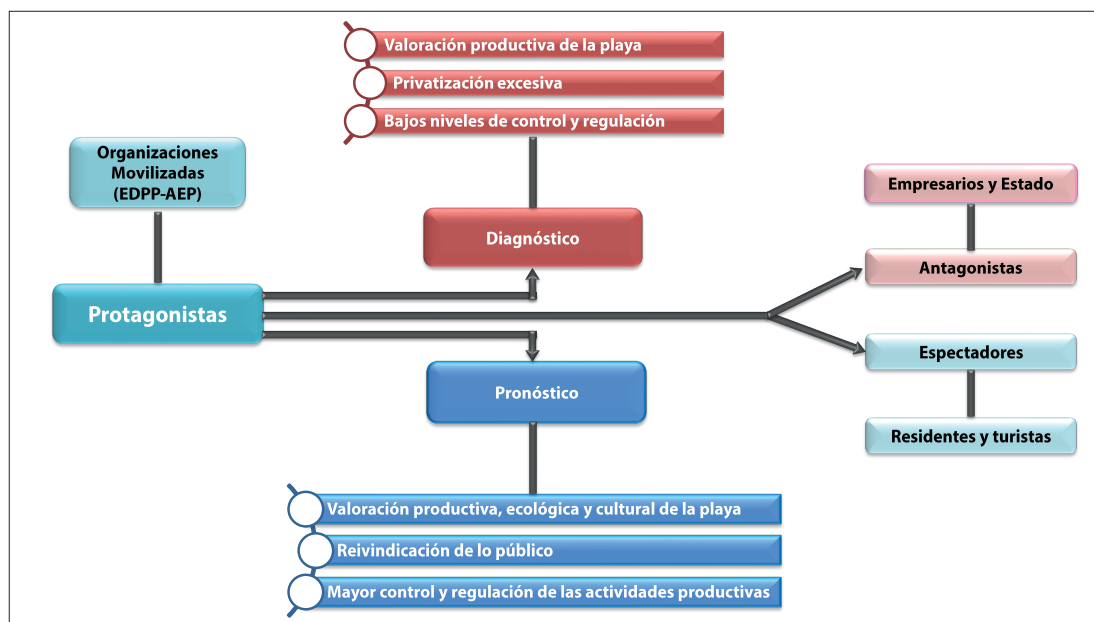 Valoración productiva de la playa
Privatización excesiva
Bajos niveles de control y regulación
Organizaciones
Movilizadas
(EDPP-AEP)
Diagnóstico
Empresarios y Estado
Antagonistas
Protagonistas
Espectadores
Pronóstico
Residentes y turistas
Valoración productiva, ecológica y cultural de la playa
Reivindicación de lo público
Mayor control y regulación de las actividades productivas